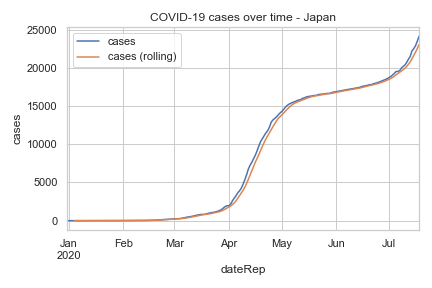 COVID-19 cases over time - Japan
cases
cases (rolling)
25000
20000
15000
10000
5000
0
cases
Jan Feb Mar Apr May Jun Jul
2020
dateRep